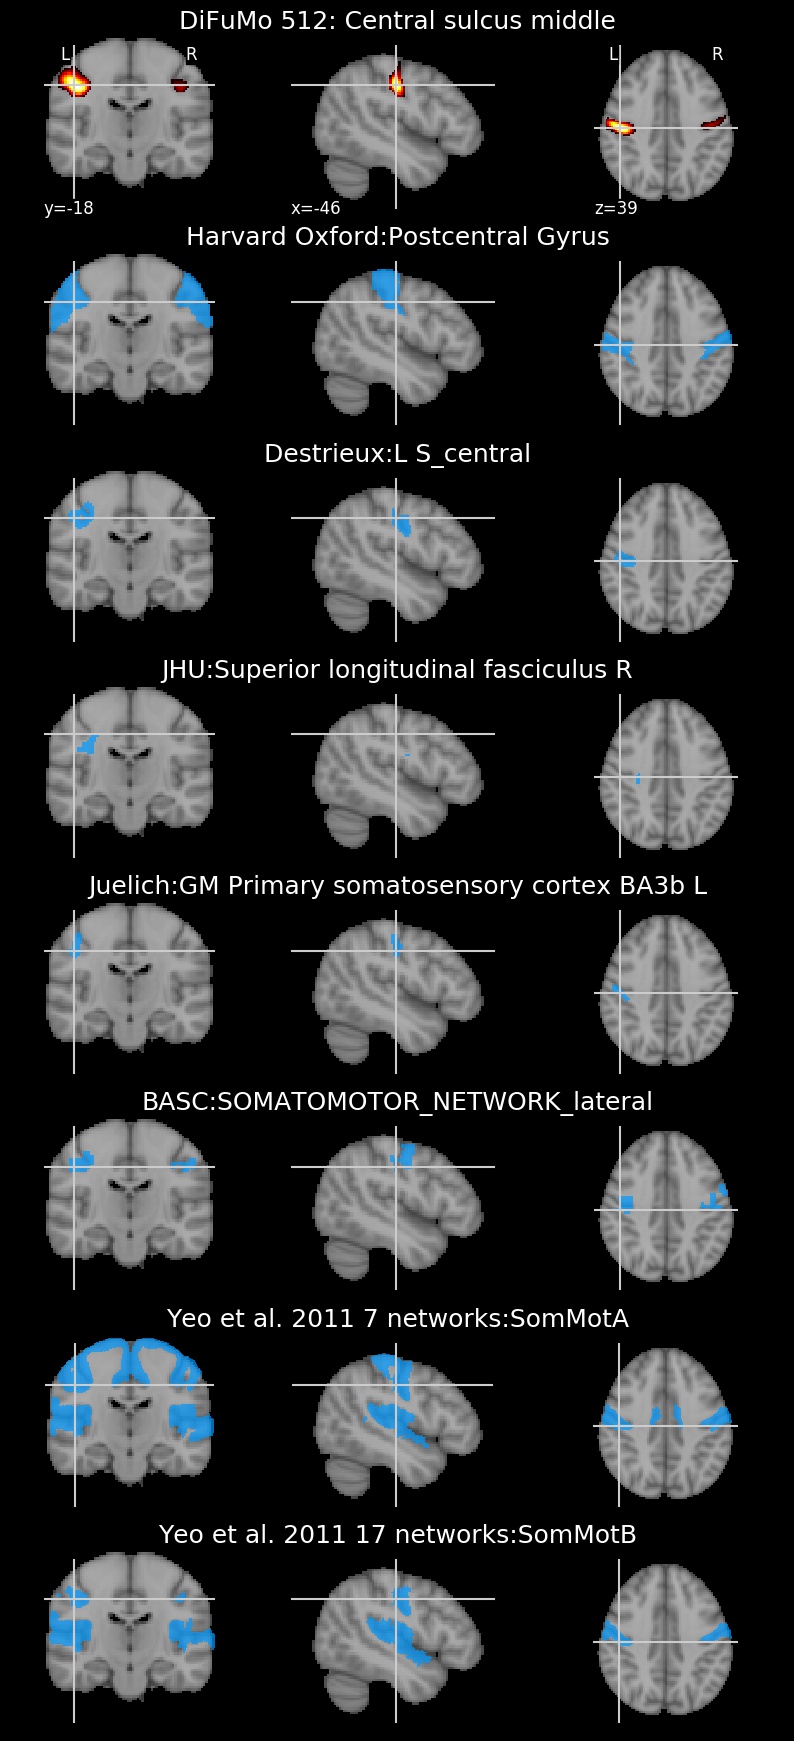 DiFuMo 512: Central sulcus middle
L R L R
y=-18 x=-46 z=39
Harvard Oxford:Postcentral Gyrus
Destrieux:L S_central
JHU:Superior longitudinal fasciculus R
Juelich:GM Primary somatosensory cortex BA3b L
BASC:SOMATOMOTOR_NETWORK_lateral
Yeo et al. 2011 7 networks:SomMotA
Yeo et al. 2011 17 networks:SomMotB